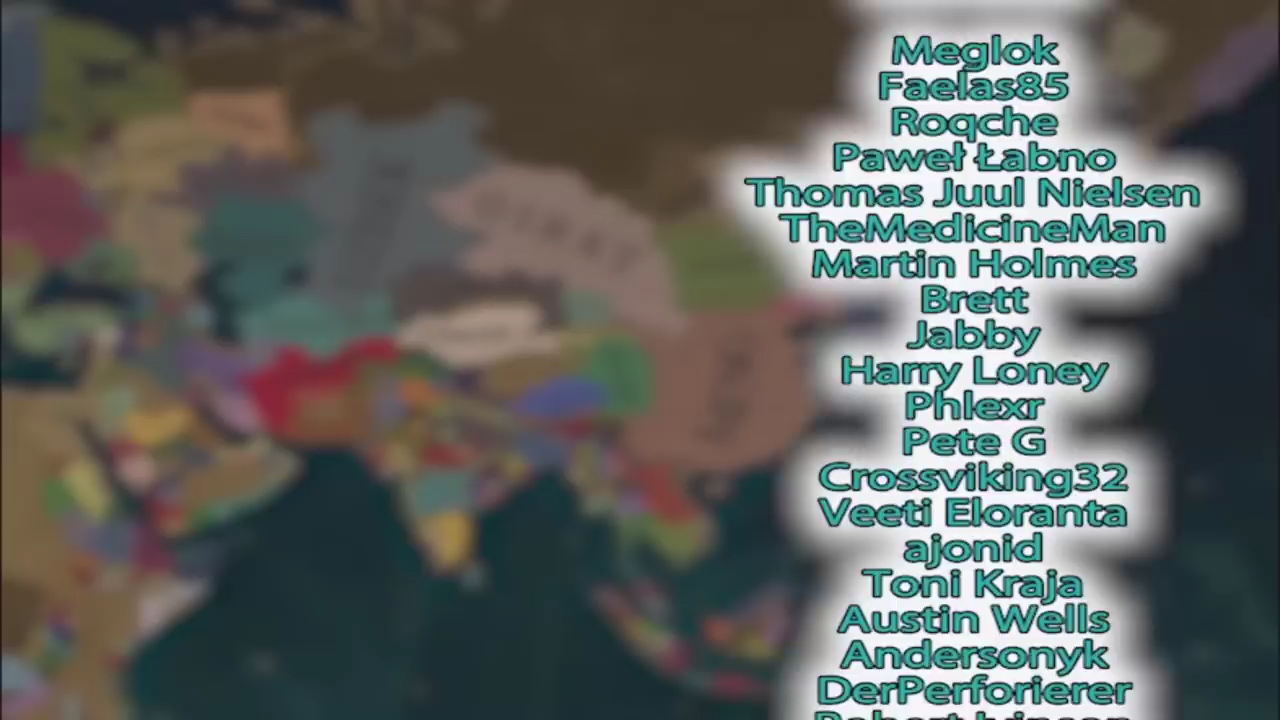 Meglok
Faelas85
Roqche
Paweł Łabno
Thomas Juul Nielsen
TheMedicineMan
Martin Holmes
Brett
Jabby
Harry Loney
Phlexr
Pete G
Crossviking32
Veeti Eloranta
ajonid
Toni Kraja
Austin Wells
Andersonyk
DerPerforierer